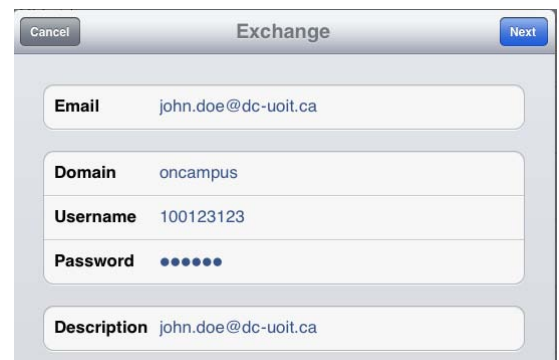 Cancel Exchange Next
Email john.doe@dc-uoit.ca
Domain oncampus
Username 100123123
Password ●●●●●●
Description john.doe@dc-uoit.ca